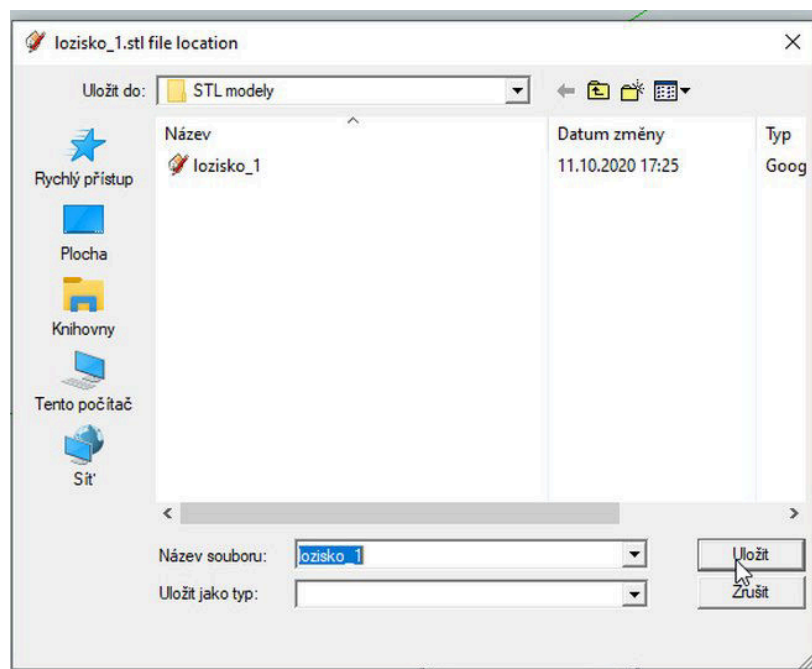 lozisko_1.stl file location
Uložit do:
STL modely
Název
Datum změny
Typ
lozisko_1
11.10.2020 17:25
Goog
Rychlý přístup
Plocha
Knihovny
Tento počítač
Síť
Název souboru:
lozisko_1
Uložit
Uložit jako typ:
Zrušit